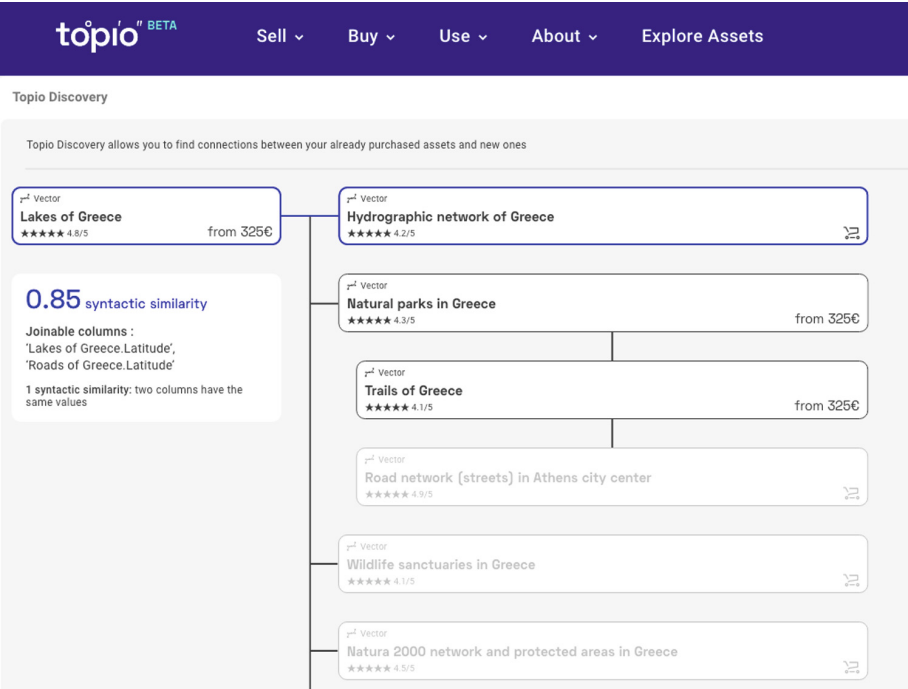 topio" BETA
Sell Buy Use About Explore Assets
Topio Discovery
Topio Discovery allows you to find connections between your already purchased assets and new ones
Vector
Lakes of Greece
★★★★★ 4.8/5 from 325€
Vector
Hydrographic network of Greece
★★★★★ 4.2/5
0.85 syntactic similarity
Joinable columns :
'Lakes of Greece.Latitude',
'Roads of Greece.Latitude'
1 syntactic similarity: two columns have the
same values
Vector
Natural parks in Greece
★★★★★ 4.3/5 from 325€
Vector
Trails of Greece
★★★★★ 4.1/5 from 325€
Vector
Road network (streets) in Athens city center
★★★★★ 4.9/5
Vector
Wildlife sanctuaries in Greece
★★★★★ 4.1/5
Vector
Natura 2000 network and protected areas in Greece
★★★★★ 4.5/5